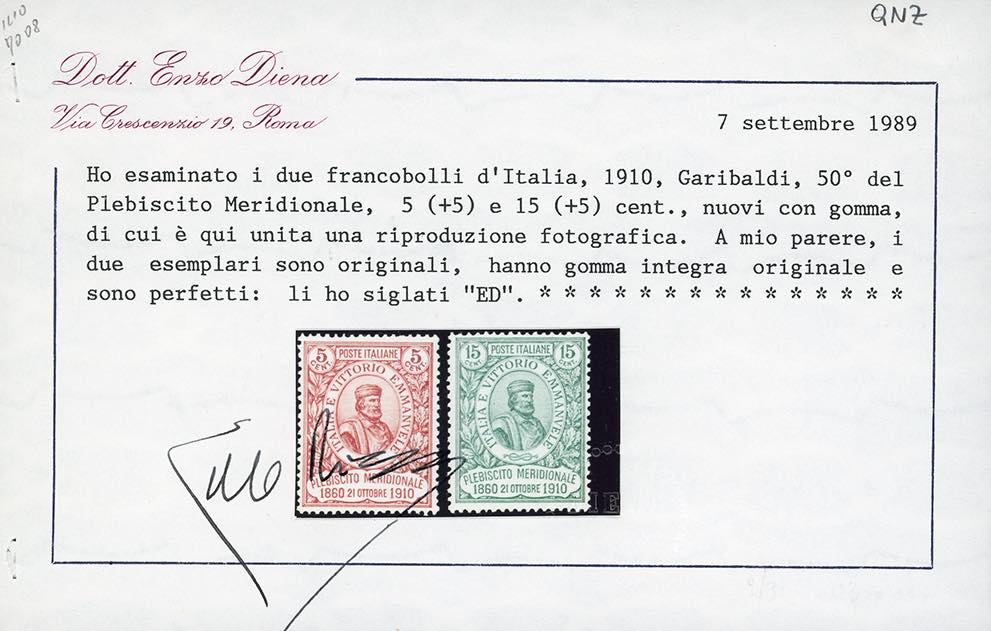 1110
7008
QNZ
Dott. Enzo Diena
Via Crescenzio 19, Roma
7 settembre 1989
Ho esaminato i due francobolli d'Italia, 1910, Garibaldi, 50° del
Plebiscito Meridionale, 5 (+5) e 15 (+5) cent., nuovi con gomma,
di cui è qui unita una riproduzione fotografica. A mio parere, i
due esemplari sono originali, hanno gomma integra originale e
sono perfetti: li ho siglati "ED". * * * * * * * * * * * * * * *
5 CENT. POSTE ITALIANE 5 CENT.
ITALIA E VITTORIO EMMANVELE
PLEBISCITO MERIDIONALE
1860 21 OTTOBRE 1910
15 CENT. POSTE ITALIANE 15 CENT.
ITALIA E VITTORIO EMMANVELE
PLEBISCITO MERIDIONALE
1860 21 OTTOBRE 1910